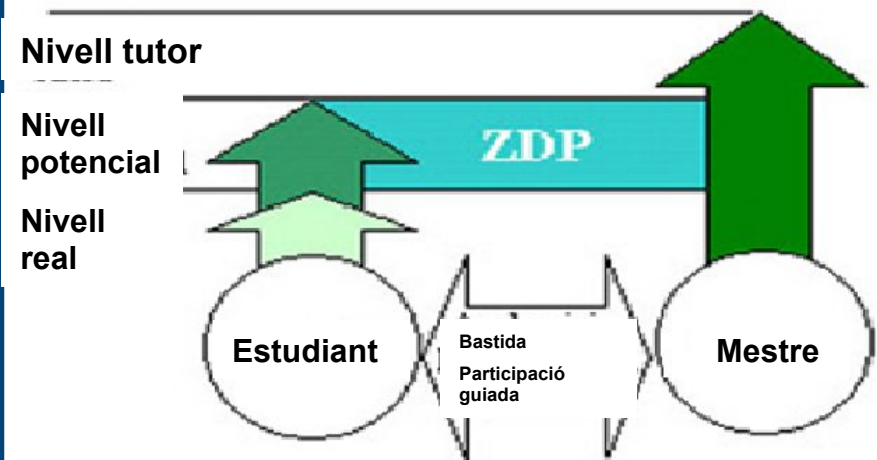 Nivell tutor
Nivell
potencial
ZDP
Nivell
real
Estudiant
Bastida
Participació
guiada
Mestre